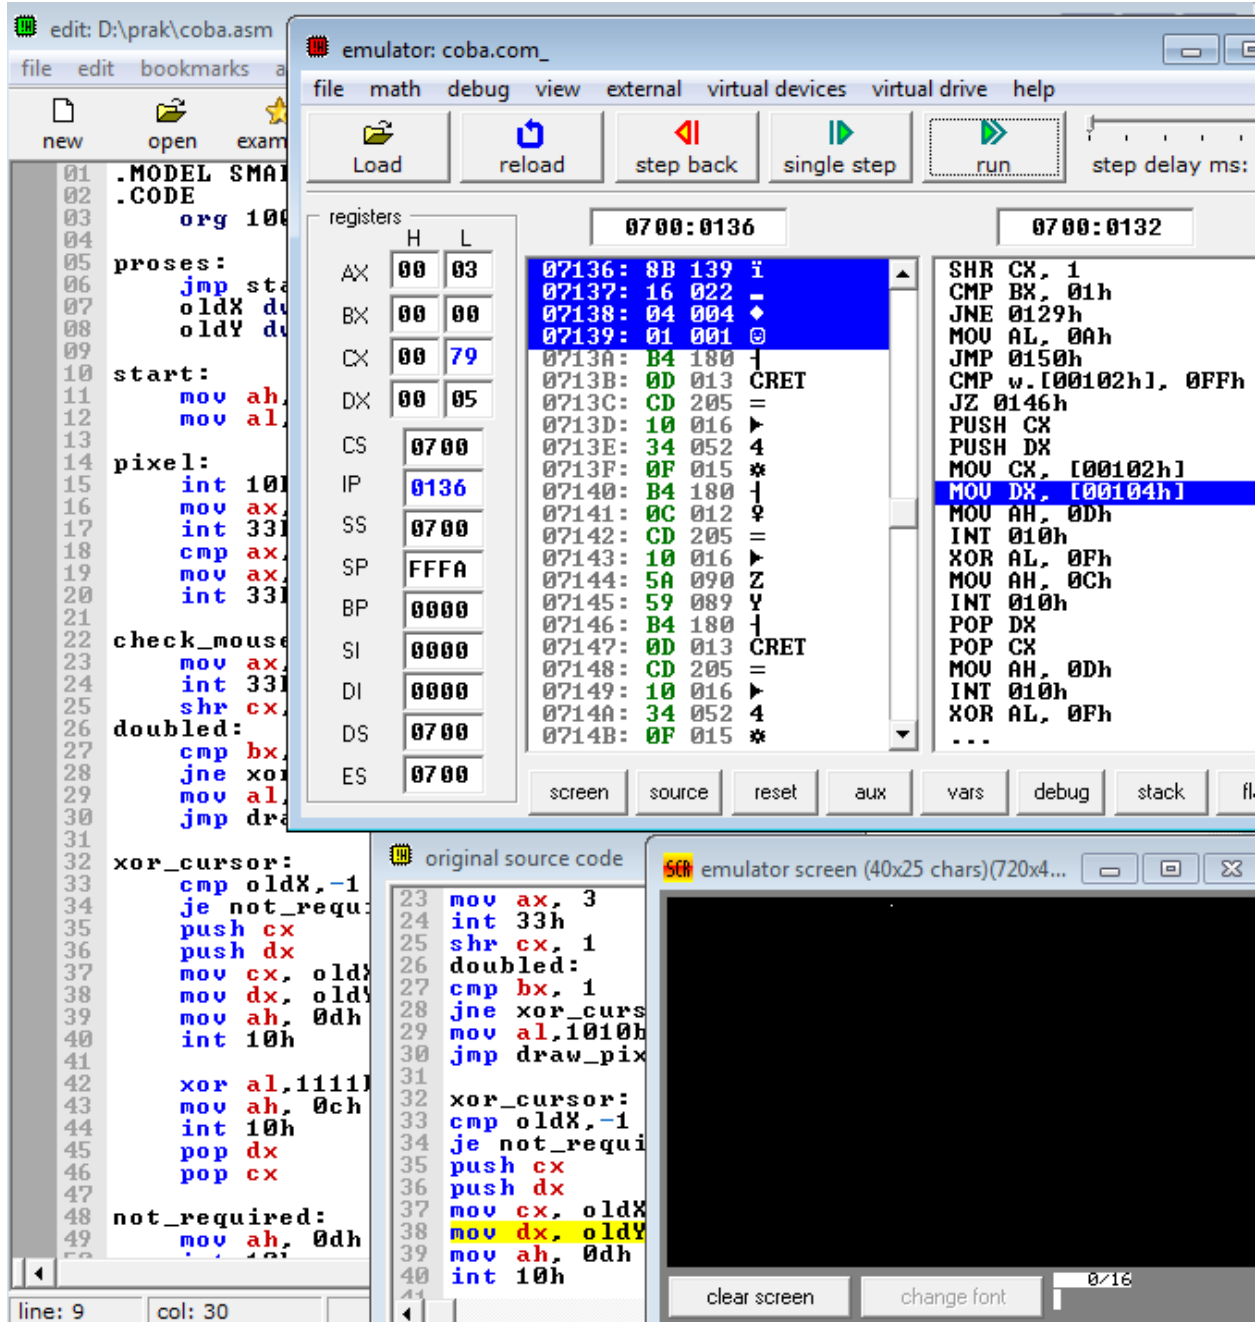 edit: D:\prak\coba.asm
file edit bookmarks a
new open exam
01 .MODEL SMAI
02 .CODE
03 org 100
04
05 proses:
06 jmp sta
07 oldX dw
08 oldY dw
09
10 start:
11 mov ah,
12 mov al,
13
14 pixel:
15 int 10h
16 mov ax,
17 int 33h
18 cmp ax,
19 mov ax,
20 int 33h
21
22 check_mouse
23 mov ax,
24 int 33h
25 shr cx,
26 doubled:
27 cmp bx,
28 jne xor
29 mov al,
30 jmp dra
31
32 xor_cursor:
33 cmp oldX,-1
34 je not_requi
35 push cx
36 push dx
37 mov cx, oldX
38 mov dx, oldY
39 mov ah, 0dh
40 int 10h
41
42 xor al,1111b
43 mov ah, 0ch
44 int 10h
45 pop dx
46 pop cx
47
48 not_required:
49 mov ah, 0dh
line: 9 col: 30
emulator: coba.com_
file math debug view external virtual devices virtual drive help
Load reload step back single step run step delay ms:
registers
H L
AX 00 03
BX 00 00
CX 00 79
DX 00 05
CS 0700
IP 0136
SS 0700
SP FFFA
BP 0000
SI 0000
DI 0000
DS 0700
ES 0700
0700:0136
07136: 8B 139 ï
07137: 16 022 ▬
07138: 04 004 ♦
07139: 01 001 ☺
0713A: B4 180 ┤
0713B: 0D 013 CRET
0713C: CD 205 =
0713D: 10 016 ►
0713E: 34 052 4
0713F: 0F 015 ☼
07140: B4 180 ┤
07141: 0C 012 ♀
07142: CD 205 =
07143: 10 016 ►
07144: 5A 090 Z
07145: 59 089 Y
07146: B4 180 ┤
07147: 0D 013 CRET
07148: CD 205 =
07149: 10 016 ►
0714A: 34 052 4
0714B: 0F 015 ☼
0700:0132
SHR CX, 1
CMP BX, 01h
JNE 0129h
MOV AL, 0Ah
JMP 0150h
CMP w.[00102h], 0FFh
JZ 0146h
PUSH CX
PUSH DX
MOV CX, [00102h]
MOV DX, [00104h]
MOV AH, 0Dh
INT 010h
XOR AL, 0Fh
MOV AH, 0Ch
INT 010h
POP DX
POP CX
MOV AH, 0Dh
INT 010h
XOR AL, 0Fh
...
screen source reset aux vars debug stack fl
original source code
23 mov ax, 3
24 int 33h
25 shr cx, 1
26 doubled:
27 cmp bx, 1
28 jne xor_curs
29 mov al,1010b
30 jmp draw_pix
31
32 xor_cursor:
33 cmp oldX,-1
34 je not_requi
35 push cx
36 push dx
37 mov cx, oldX
38 mov dx, oldY
39 mov ah, 0dh
40 int 10h
41
SCR emulator screen (40x25 chars)(720x4...
clear screen change font 0/16